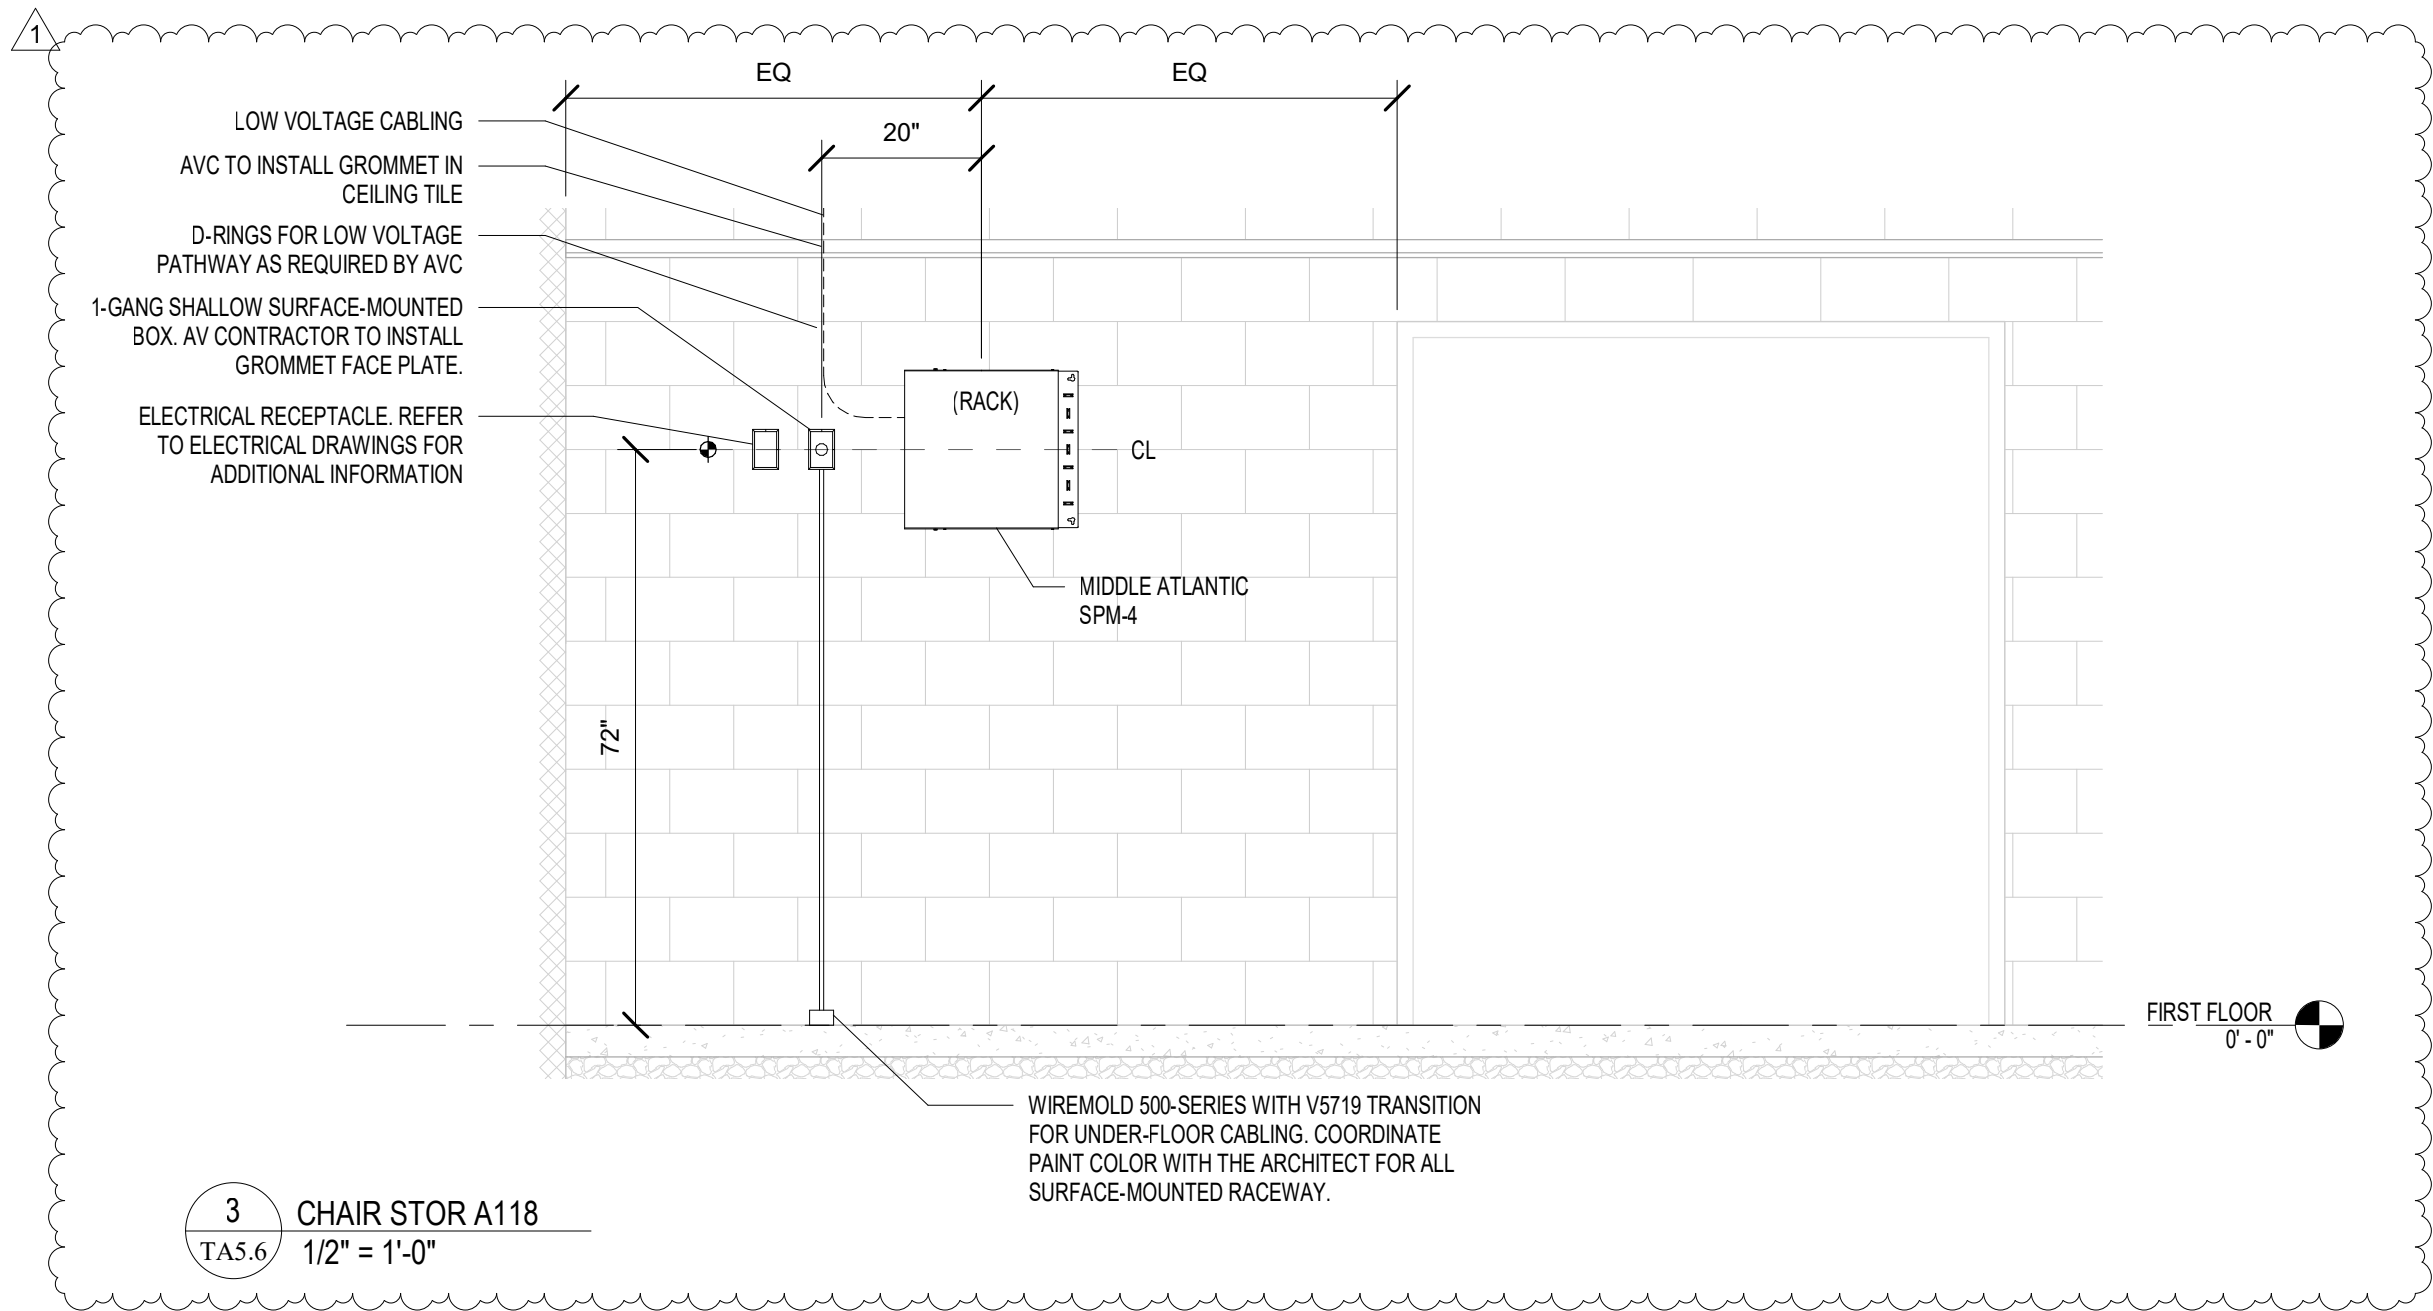 1
EQ
EQ
LOW VOLTAGE CABLING
20"
AVC TO INSTALL GROMMET IN
CEILING TILE
D-RINGS FOR LOW VOLTAGE
PATHWAY AS REQUIRED BY AVC
1-GANG SHALLOW SURFACE-MOUNTED
BOX. AV CONTRACTOR TO INSTALL
GROMMET FACE PLATE.
(RACK)
ELECTRICAL RECEPTACLE. REFER
TO ELECTRICAL DRAWINGS FOR
ADDITIONAL INFORMATION
CL
MIDDLE ATLANTIC
SPM-4
72"
FIRST FLOOR
0' - 0"
WIREMOLD 500-SERIES WITH V5719 TRANSITION
FOR UNDER-FLOOR CABLING. COORDINATE
PAINT COLOR WITH THE ARCHITECT FOR ALL
SURFACE-MOUNTED RACEWAY.
3
TA5.6
CHAIR STOR A118
1/2" = 1'-0"